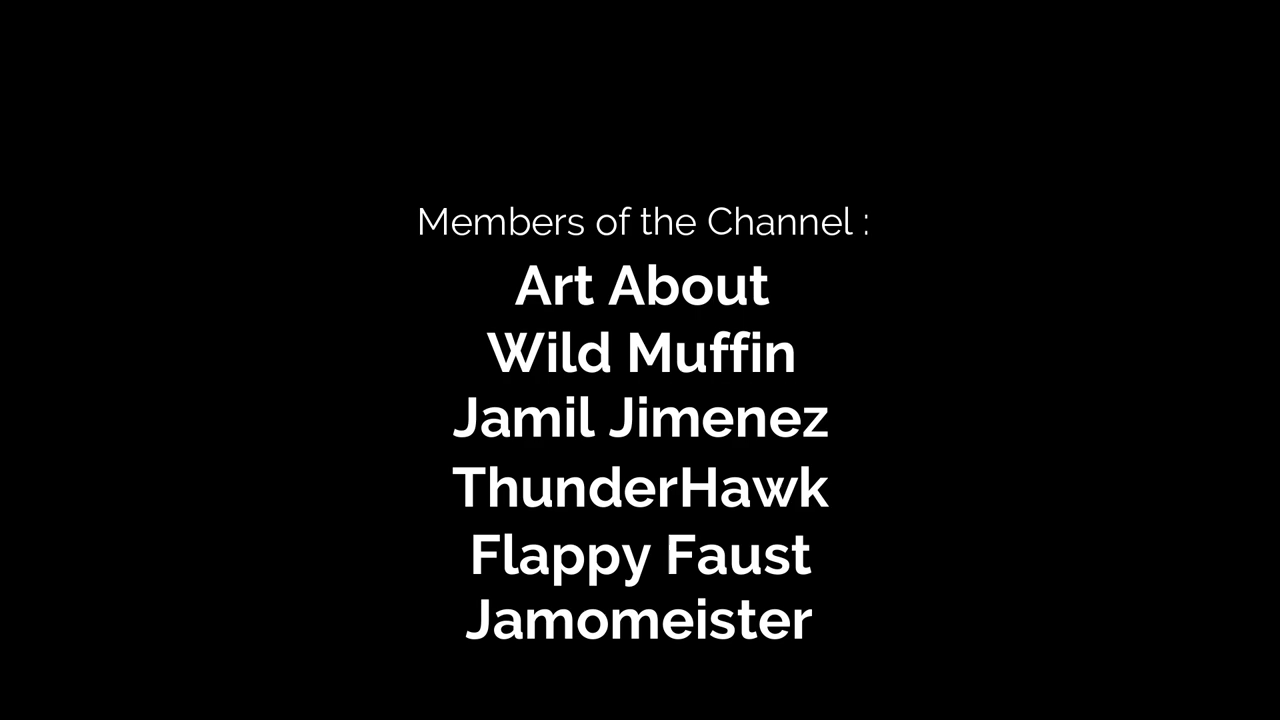 Members of the Channel :
Art About
Wild Muffin
Jamil Jimenez
ThunderHawk
Flappy Faust
Jamomeister